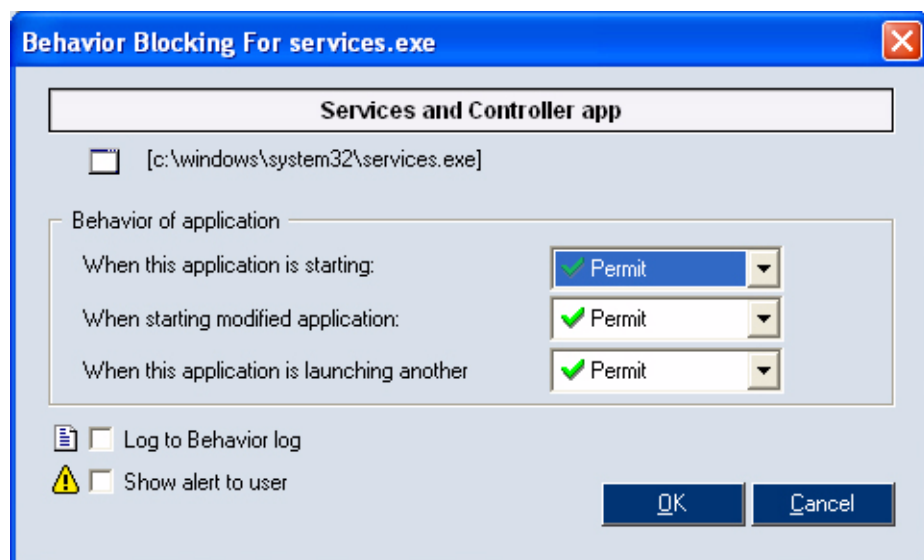 Behavior Blocking For services.exe
Services and Controller app
[c:\windows\system32\services.exe]
Behavior of application
When this application is starting: Permit
When starting modified application: Permit
When this application is launching another Permit
Log to Behavior log
Show alert to user
OK Cancel